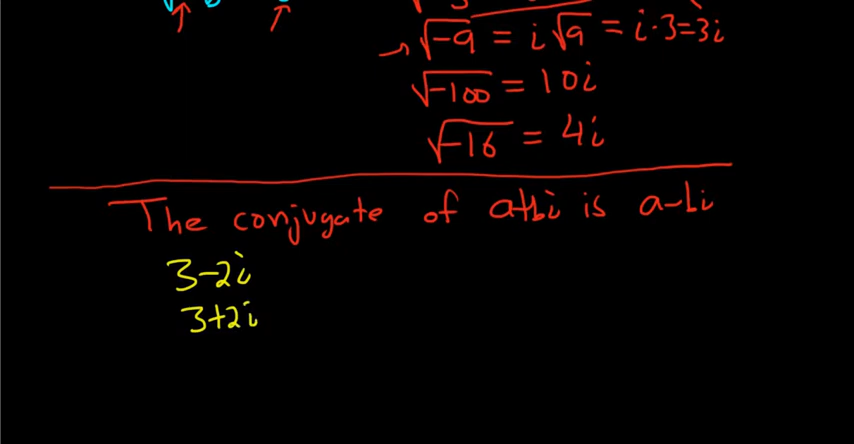 √-9 = i√9 = i·3=3i
√-100 = 10i
√-16 = 4i
The conjugate of a+bi is a-bi
3-2i
3+2i